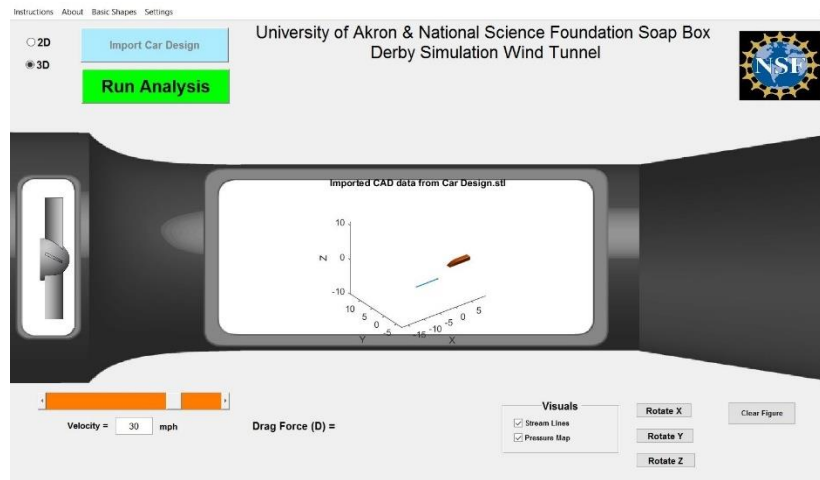 Instructions About Basic Shapes Settings
University of Akron & National Science Foundation Soap Box
Derby Simulation Wind Tunnel
2D
3D
Import Car Design
Run Analysis
NSF
Imported CAD data from Car Design.stl
10
0
-10
Z
10
5
0
-5
Y
-15
-10
-5
0
5
X
Velocity = 30 mph
Drag Force (D) =
Visuals
Stream Lines
Pressure Map
Rotate X
Rotate Y
Rotate Z
Clear Figure